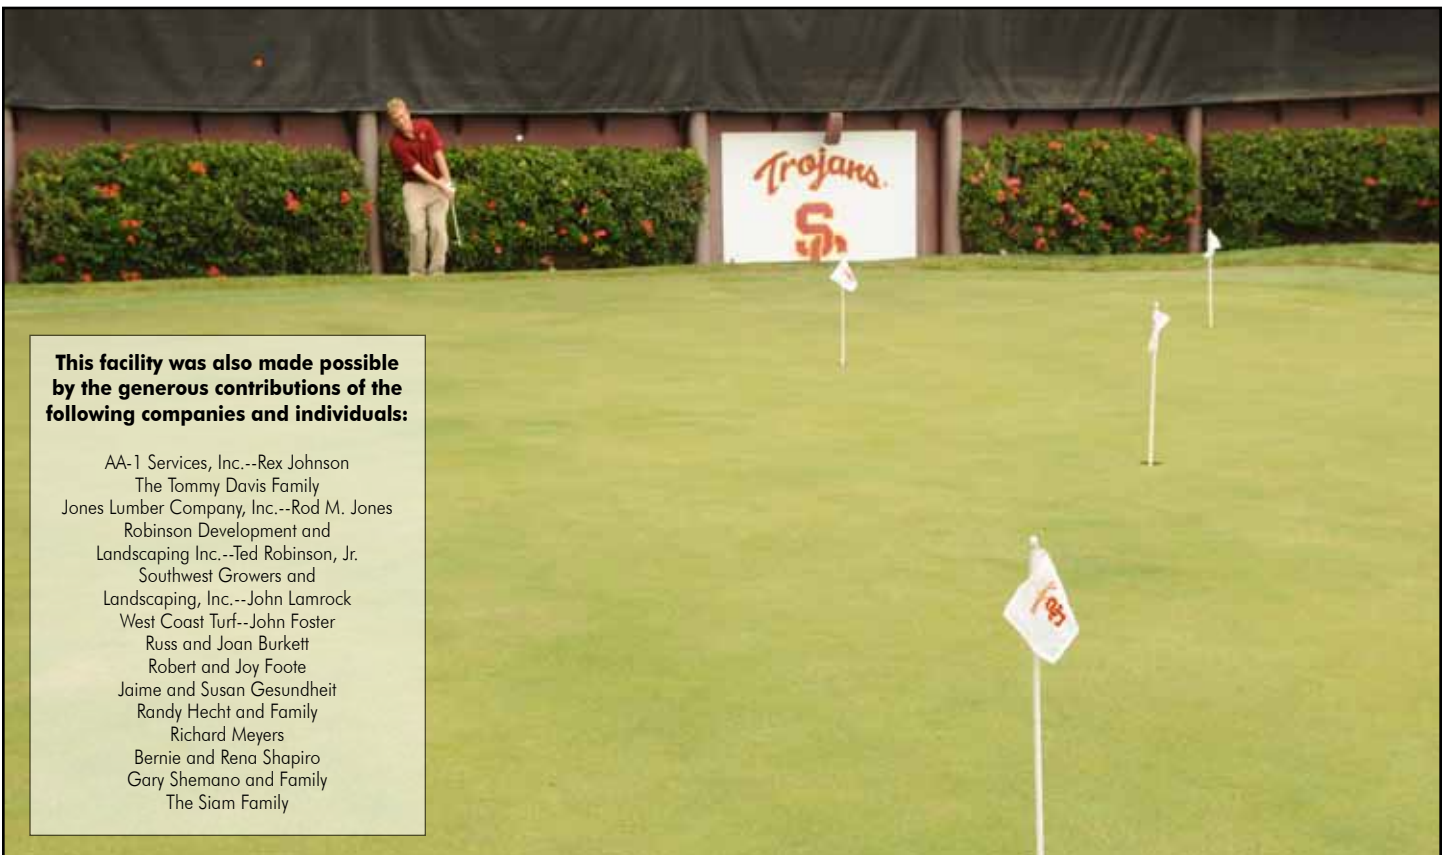 Trojans
SC
This facility was also made possible
by the generous contributions of the
following companies and individuals:
AA-1 Services, Inc.--Rex Johnson
The Tommy Davis Family
Jones Lumber Company, Inc.--Rod M. Jones
Robinson Development and
Landscaping Inc.--Ted Robinson, Jr.
Southwest Growers and
Landscaping, Inc.--John Lamrock
West Coast Turf--John Foster
Russ and Joan Burkett
Robert and Joy Foote
Jaime and Susan Gesundheit
Randy Hecht and Family
Richard Meyers
Bernie and Rena Shapiro
Gary Shemano and Family
The Siam Family
SC